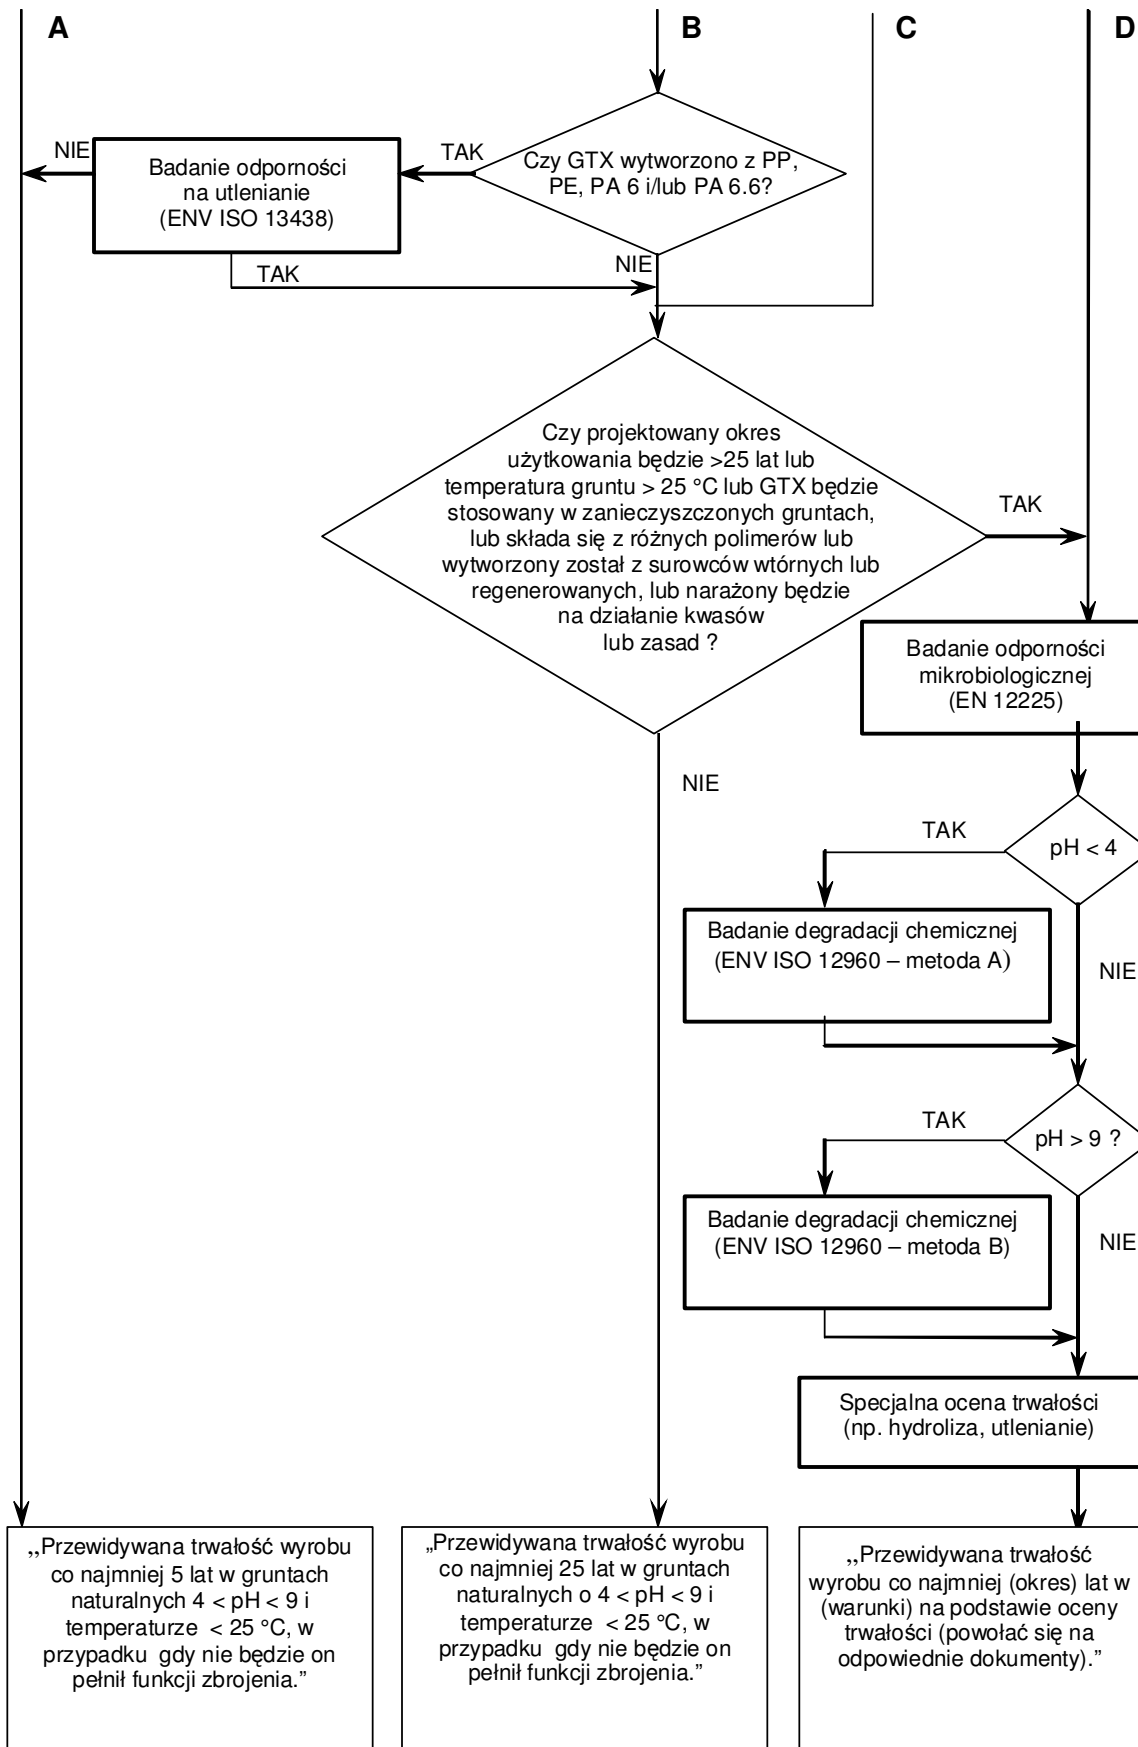 A
B
C
D
Czy GTX wytworzono z PP,
PE, PA 6 i/lub PA 6.6?
TAK
NIE
Badanie odporności
na utlenianie
(ENV ISO 13438)
TAK
NIE
Czy projektowany okres
użytkowania będzie >25 lat lub
temperatura gruntu > 25 °C lub GTX będzie
stosowany w zanieczyszczonych gruntach,
lub składa się z różnych polimerów lub
wytworzony został z surowców wtórnych lub
regenerowanych, lub narażony będzie
na działanie kwasów
lub zasad ?
TAK
NIE
Badanie odporności
mikrobiologicznej
(EN 12225)
pH < 4
TAK
NIE
Badanie degradacji chemicznej
(ENV ISO 12960 – metoda A)
pH > 9 ?
TAK
NIE
Badanie degradacji chemicznej
(ENV ISO 12960 – metoda B)
Specjalna ocena trwałości
(np. hydroliza, utlenianie)
„Przewidywana trwałość wyrobu
co najmniej 5 lat w gruntach
naturalnych 4 < pH < 9 i
temperaturze < 25 °C, w
przypadku gdy nie będzie on
pełnił funkcji zbrojenia.”
„Przewidywana trwałość wyrobu
co najmniej 25 lat w gruntach
naturalnych o 4 < pH < 9 i
temperaturze < 25 °C, w
przypadku gdy nie będzie on
pełnił funkcji zbrojenia.”
„Przewidywana trwałość
wyrobu co najmniej (okres) lat w
(warunki) na podstawie oceny
trwałości (powołać się na
odpowiednie dokumenty).”